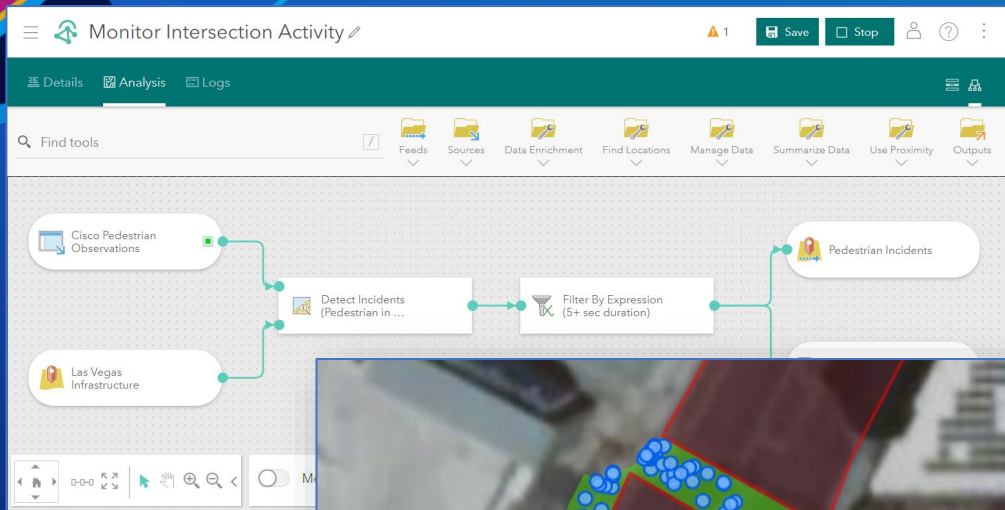 Monitor Intersection Activity
1
Save
Stop
?
Details
Analysis
Logs
Find tools
/
Feeds
Sources
Data Enrichment
Find Locations
Manage Data
Summarize Data
Use Proximity
Outputs
Cisco Pedestrian
Observations
Las Vegas
Infrastructure
Detect Incidents
(Pedestrian in ...
Filter By Expression
(5+ sec duration)
Pedestrian Incidents